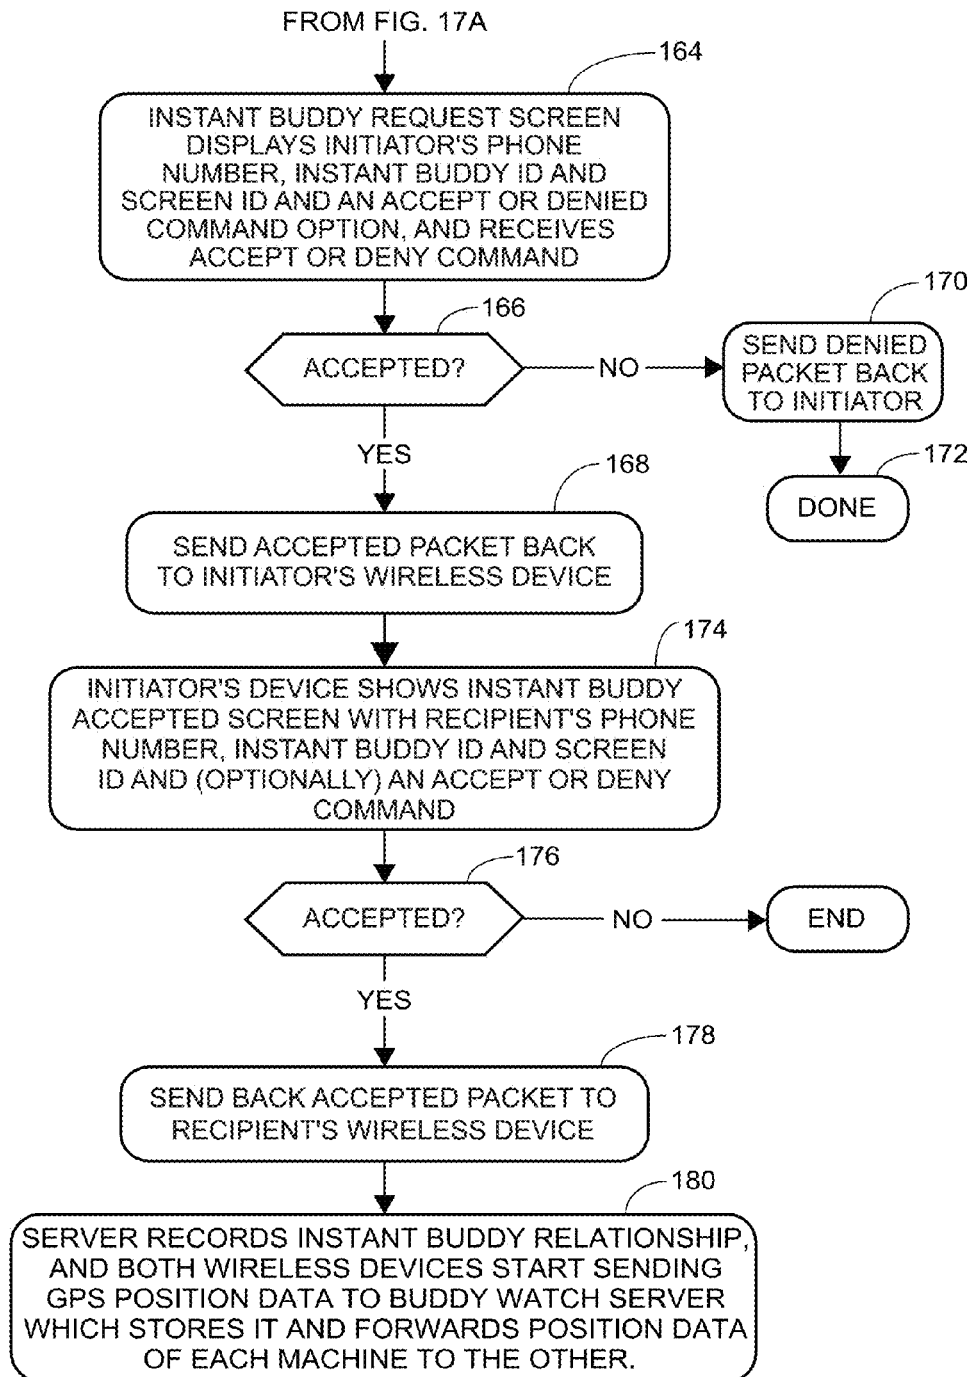 FROM FIG. 17A
164
INSTANT BUDDY REQUEST SCREEN
DISPLAYS INITIATOR'S PHONE
NUMBER, INSTANT BUDDY ID AND
SCREEN ID AND AN ACCEPT OR DENIED
COMMAND OPTION, AND RECEIVES
ACCEPT OR DENY COMMAND
166
ACCEPTED?
NO
170
SEND DENIED
PACKET BACK
TO INITIATOR
172
DONE
YES
168
SEND ACCEPTED PACKET BACK
TO INITIATOR'S WIRELESS DEVICE
174
INITIATOR'S DEVICE SHOWS INSTANT BUDDY
ACCEPTED SCREEN WITH RECIPIENT'S PHONE
NUMBER, INSTANT BUDDY ID AND SCREEN
ID AND (OPTIONALLY) AN ACCEPT OR DENY
COMMAND
176
ACCEPTED?
NO
END
YES
178
SEND BACK ACCEPTED PACKET TO
RECIPIENT'S WIRELESS DEVICE
180
SERVER RECORDS INSTANT BUDDY RELATIONSHIP,
AND BOTH WIRELESS DEVICES START SENDING
GPS POSITION DATA TO BUDDY WATCH SERVER
WHICH STORES IT AND FORWARDS POSITION DATA
OF EACH MACHINE TO THE OTHER.